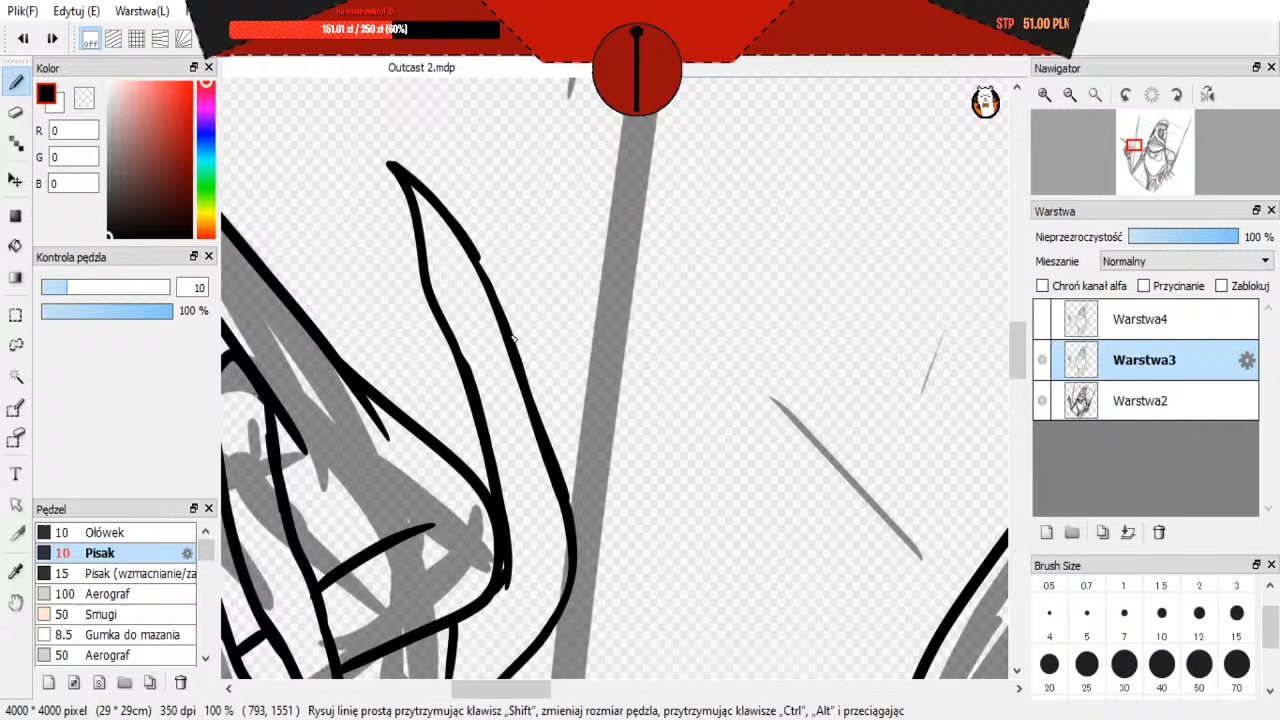 Plik(F) Edytuj (E) Warstwa(L)
na nowe mikro! :D
151.01 zł / 250 zł (60%)
STP 51.00 PLN
Kolor
Outcast 2.mdp
Nawigator
R 0
G 0
B 0
Warstwa
Nieprzezroczystość 100 %
Kontrola pędzla
Mieszanie Normalny
10
Chroń kanał alfa Przycinanie Zablokuj
100 %
Warstwa4
Warstwa3
Warstwa2
Pędzel
10 Ołówek
10 Pisak
15 Pisak (wzmacnianie/za
100 Aerograf
50 Smugi
8.5 Gumka do mazania
50 Aerograf
Brush Size
0.5 0.7 1 1.5 2 3
4 5 7 10 12 15
20 25 30 40 50 70
4000 * 4000 pixel (29 * 29cm) 350 dpi 100 % ( 793, 1551 ) Rysuj linię prostą przytrzymując klawisz „Shift", zmieniaj rozmiar pędzla, przytrzymując klawisze „Ctrl", „Alt" i przeciągając